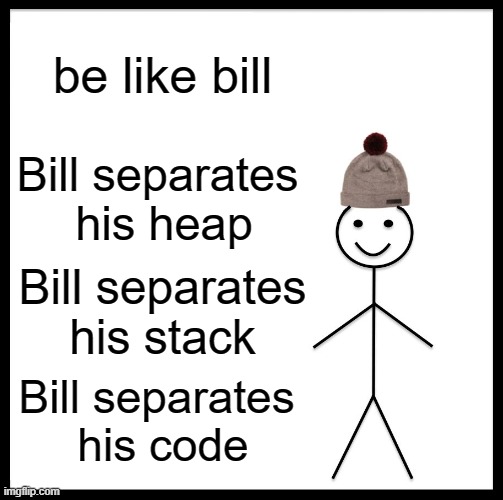 be like bill
Bill separates
his heap
Bill separates
his stack
Bill separates
his code
imgflip.com